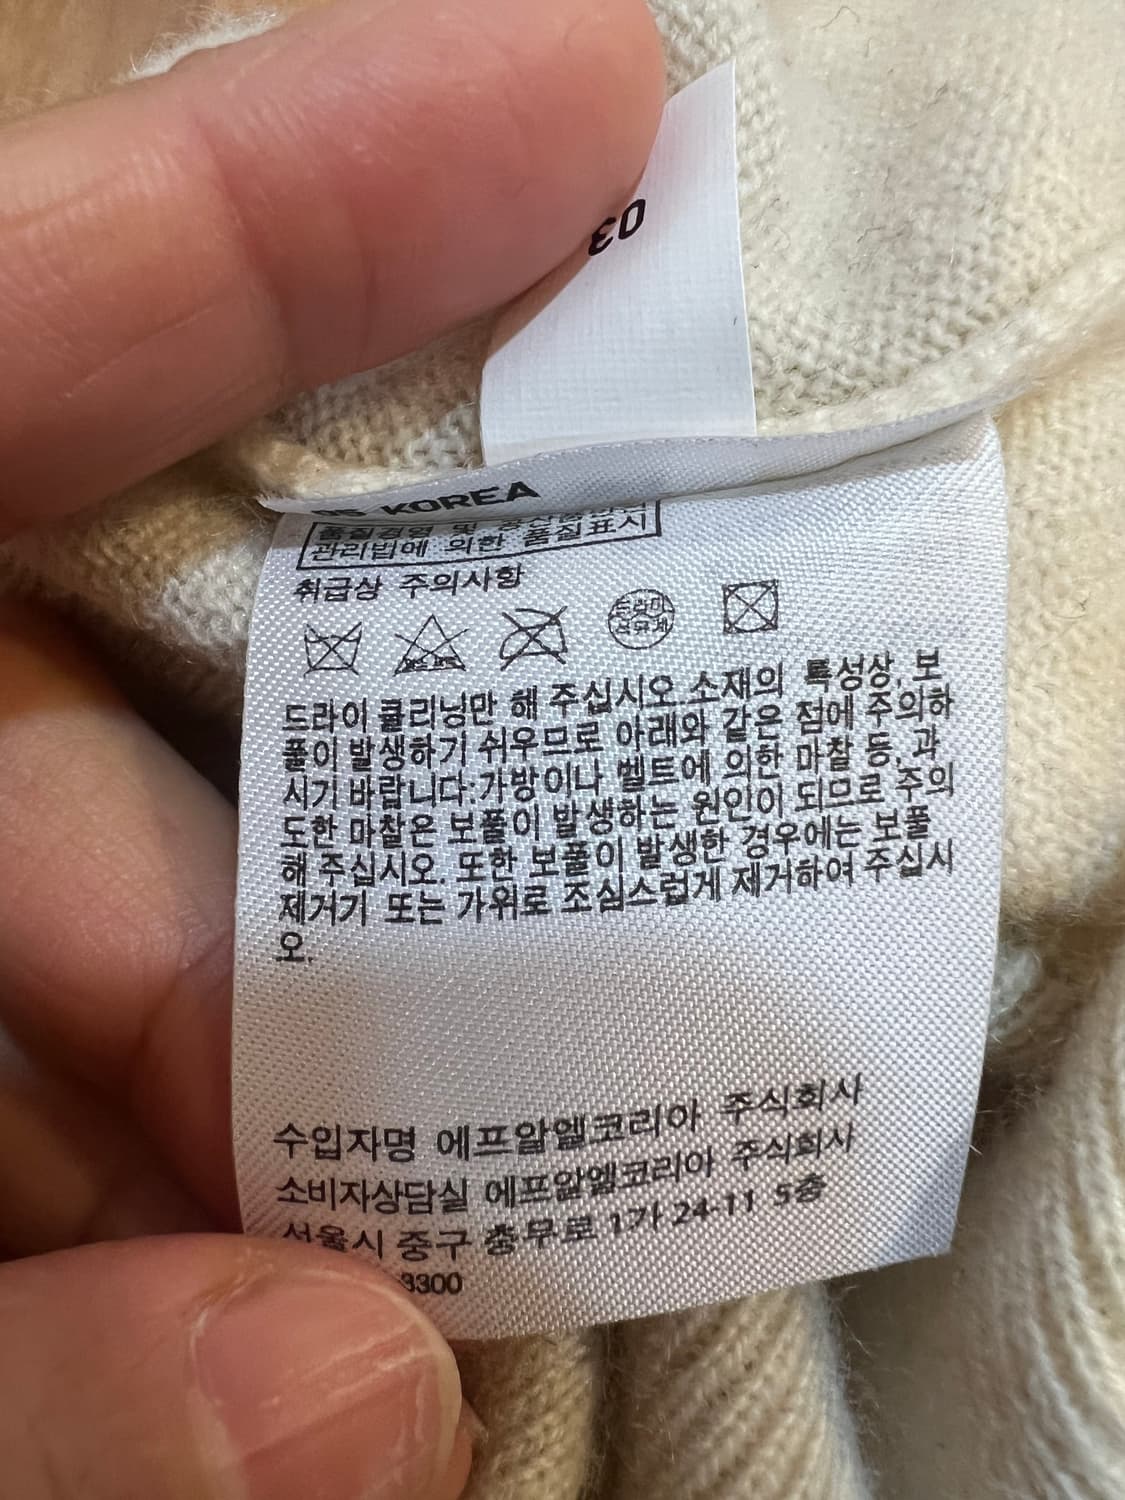 03
KOREA
관리법에 의한 품질표시
취급상 주의사항
드라이
석유계
드라이 클리닝만 해 주십시오.소재의 특성상, 보
풀이 발생하기 쉬우므로 아래와 같은 점에 주의하
시기 바랍니다:가방이나 벨트에 의한 마찰 등, 과
도한 마찰은 보풀이 발생하는 원인이 되므로 주의
해 주십시오. 또한 보풀이 발생한 경우에는 보풀
제거기 또는 가위로 조심스럽게 제거하여 주십시
오.
수입자명 에프알엘코리아 주식회사
소비자상담실 에프알엘코리아 주식회사
서울시 중구 충무로 1가 24-11 5층
3300